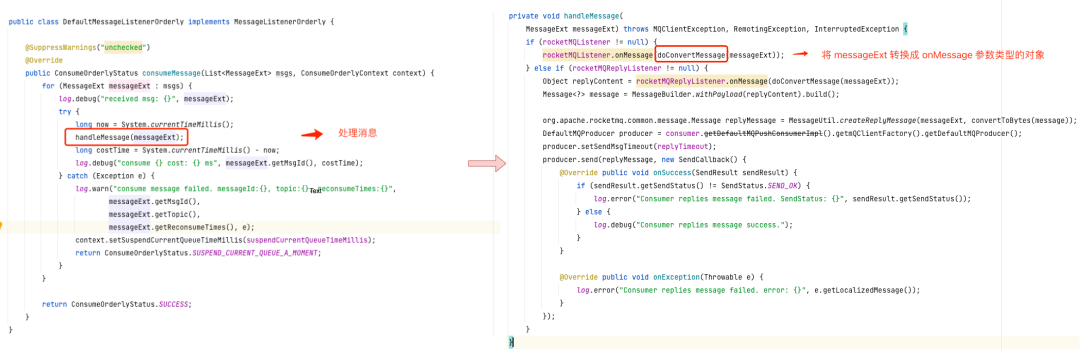 public class DefaultMessageListenerOrderly implements MessageListenerOrderly {
@SuppressWarnings("unchecked")
@Override
public ConsumeOrderlyStatus consumeMessage(List<MessageExt> msgs, ConsumeOrderlyContext context) {
for (MessageExt messageExt : msgs) {
log.debug("received msg: {}", messageExt);
try {
long now = System.currentTimeMillis();
handleMessage(messageExt);
处理消息
long costTime = System.currentTimeMillis() - now;
log.debug("consume {} cost: {} ms", messageExt.getMsgId(), costTime);
} catch (Exception e) {
log.warn("consume message failed. messageId:{}, topic:{}, reconsumeTimes:{}",
Text
messageExt.getMsgId(),
messageExt.getTopic(),
messageExt.getReconsumeTimes(), e);
context.setSuspendCurrentQueueTimeMillis(suspendCurrentQueueTimeMillis);
return ConsumeOrderlyStatus.SUSPEND_CURRENT_QUEUE_A_MOMENT;
}
}
return ConsumeOrderlyStatus.SUCCESS;
}
}
private void handleMessage(
MessageExt messageExt) throws MQClientException, RemotingException, InterruptedException {
if (rocketMQListener != null) {
rocketMQListener.onMessage(doConvertMessage(messageExt));
将 messageExt 转换成 onMessage 参数类型的对象
} else if (rocketMQReplyListener != null) {
Object replyContent = rocketMQReplyListener.onMessage(doConvertMessage(messageExt));
Message<?> message = MessageBuilder.withPayload(replyContent).build();
org.apache.rocketmq.common.message.Message replyMessage = MessageUtil.createReplyMessage(messageExt, convertToBytes(message));
DefaultMQProducer producer = consumer.getDefaultMQPushConsumerImpl().getmQClientFactory().getDefaultMQProducer();
producer.setSendMsgTimeout(replyTimeout);
producer.send(replyMessage, new SendCallback() {
@Override public void onSuccess(SendResult sendResult) {
if (sendResult.getSendStatus() != SendStatus.SEND_OK) {
log.error("Consumer replies message failed. SendStatus: {}", sendResult.getSendStatus());
} else {
log.debug("Consumer replies message success.");
}
}
@Override public void onException(Throwable e) {
log.error("Consumer replies message failed. error: {}", e.getLocalizedMessage());
}
});
}
}